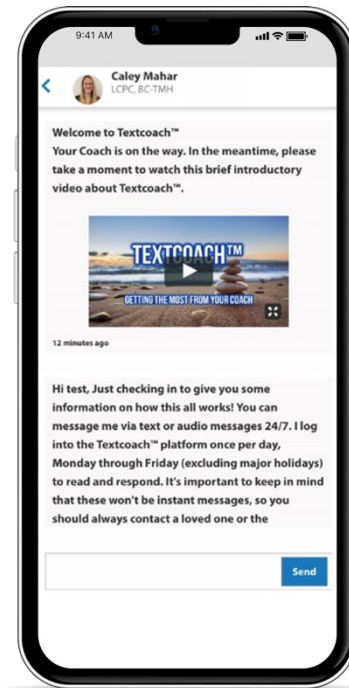 9:41 AM
Caley Mahar
LCPC, BC-TMH
Welcome to Textcoach™
Your Coach is on the way. In the meantime, please
take a moment to watch this brief introductory
video about Textcoach™.
TEXTCOACH™
GETTING THE MOST FROM YOUR COACH
12 minutes ago
Hi test, Just checking in to give you some
information on how this all works! You can
message me via text or audio messages 24/7. I log
into the Textcoach™ platform once per day,
Monday through Friday (excluding major holidays)
to read and respond. It's important to keep in mind
that these won't be instant messages, so you
should always contact a loved one or the
Send